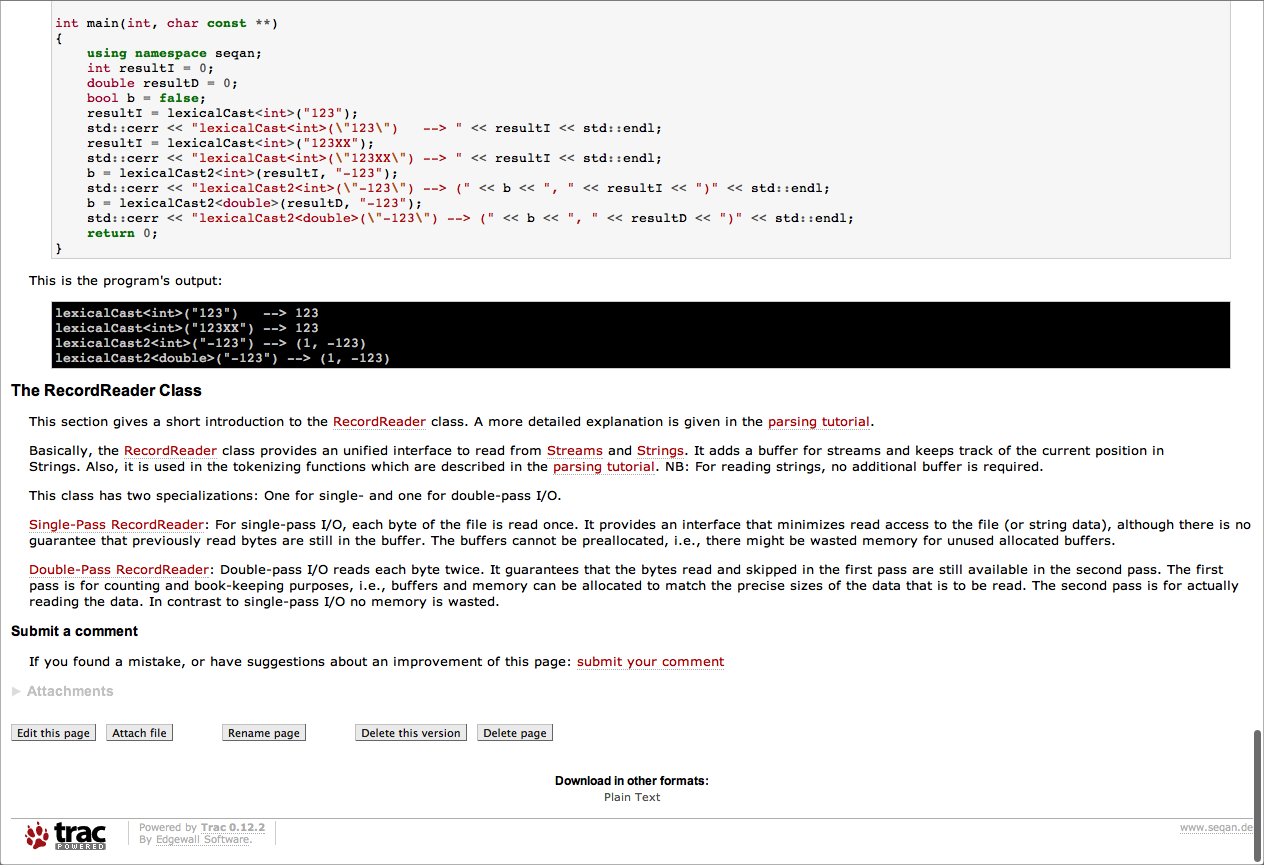 int main(int, char const **)
{
    using namespace seqan;
    int resultI = 0;
    double resultD = 0;
    bool b = false;
    resultI = lexicalCast<int>("123");
    std::cerr << "lexicalCast<int>(\"123\")   --> " << resultI << std::endl;
    resultI = lexicalCast<int>("123XX");
    std::cerr << "lexicalCast<int>(\"123XX\") --> " << resultI << std::endl;
    b = lexicalCast2<int>(resultI, "-123");
    std::cerr << "lexicalCast2<int>(\"-123\") --> (" << b << ", " << resultI << ")" << std::endl;
    b = lexicalCast2<double>(resultD, "-123");
    std::cerr << "lexicalCast2<double>(\"-123\") --> (" << b << ", " << resultD << ")" << std::endl;
    return 0;
}
This is the program's output:
lexicalCast<int>("123")   --> 123
lexicalCast<int>("123XX") --> 123
lexicalCast2<int>("-123") --> (1, -123)
lexicalCast2<double>("-123") --> (1, -123)
The RecordReader Class
This section gives a short introduction to the RecordReader class. A more detailed explanation is given in the parsing tutorial.
Basically, the RecordReader class provides an unified interface to read from Streams and Strings. It adds a buffer for streams and keeps track of the current position in
Strings. Also, it is used in the tokenizing functions which are described in the parsing tutorial. NB: For reading strings, no additional buffer is required.
This class has two specializations: One for single- and one for double-pass I/O.
Single-Pass RecordReader: For single-pass I/O, each byte of the file is read once. It provides an interface that minimizes read access to the file (or string data), although there is no
guarantee that previously read bytes are still in the buffer. The buffers cannot be preallocated, i.e., there might be wasted memory for unused allocated buffers.
Double-Pass RecordReader: Double-pass I/O reads each byte twice. It guarantees that the bytes read and skipped in the first pass are still available in the second pass. The first
pass is for counting and book-keeping purposes, i.e., buffers and memory can be allocated to match the precise sizes of the data that is to be read. The second pass is for actually
reading the data. In contrast to single-pass I/O no memory is wasted.
Submit a comment
If you found a mistake, or have suggestions about an improvement of this page: submit your comment
Attachments
Edit this page Attach file Rename page Delete this version Delete page
Download in other formats:
Plain Text
trac POWERED
Powered by Trac 0.12.2
By Edgewall Software.
www.seqan.de